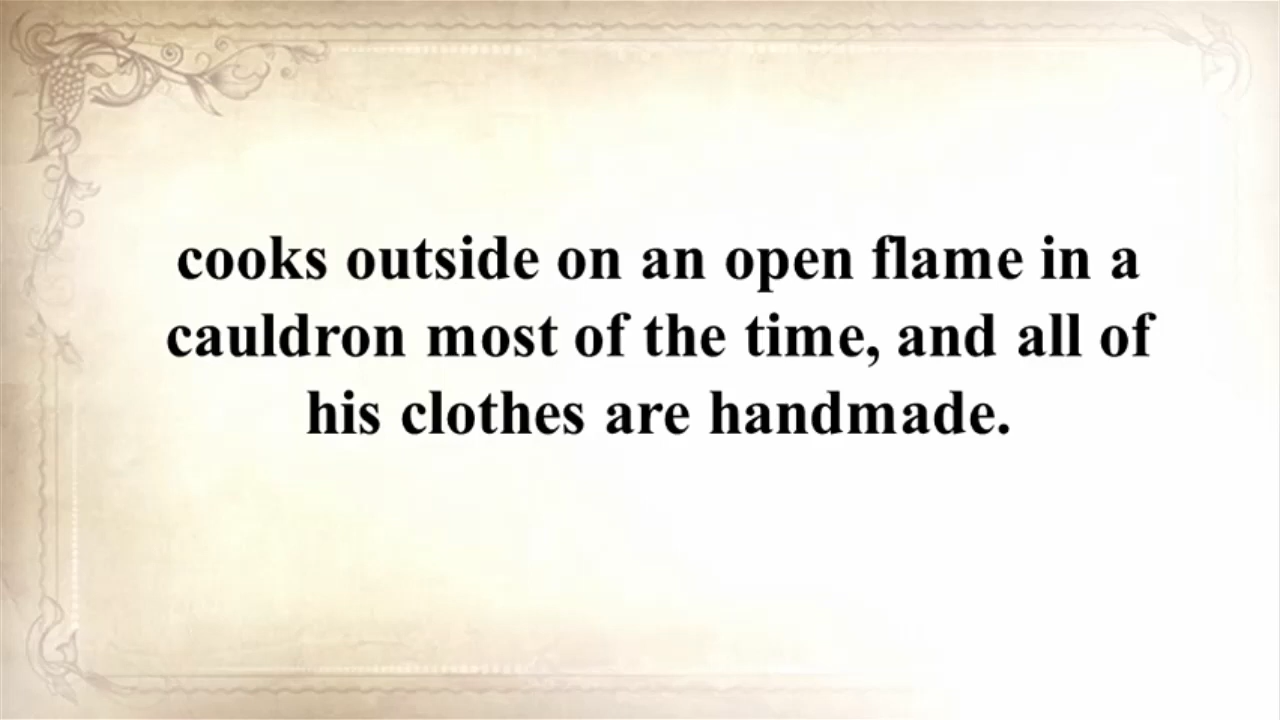 cooks outside on an open flame in a
cauldron most of the time, and all of
his clothes are handmade.